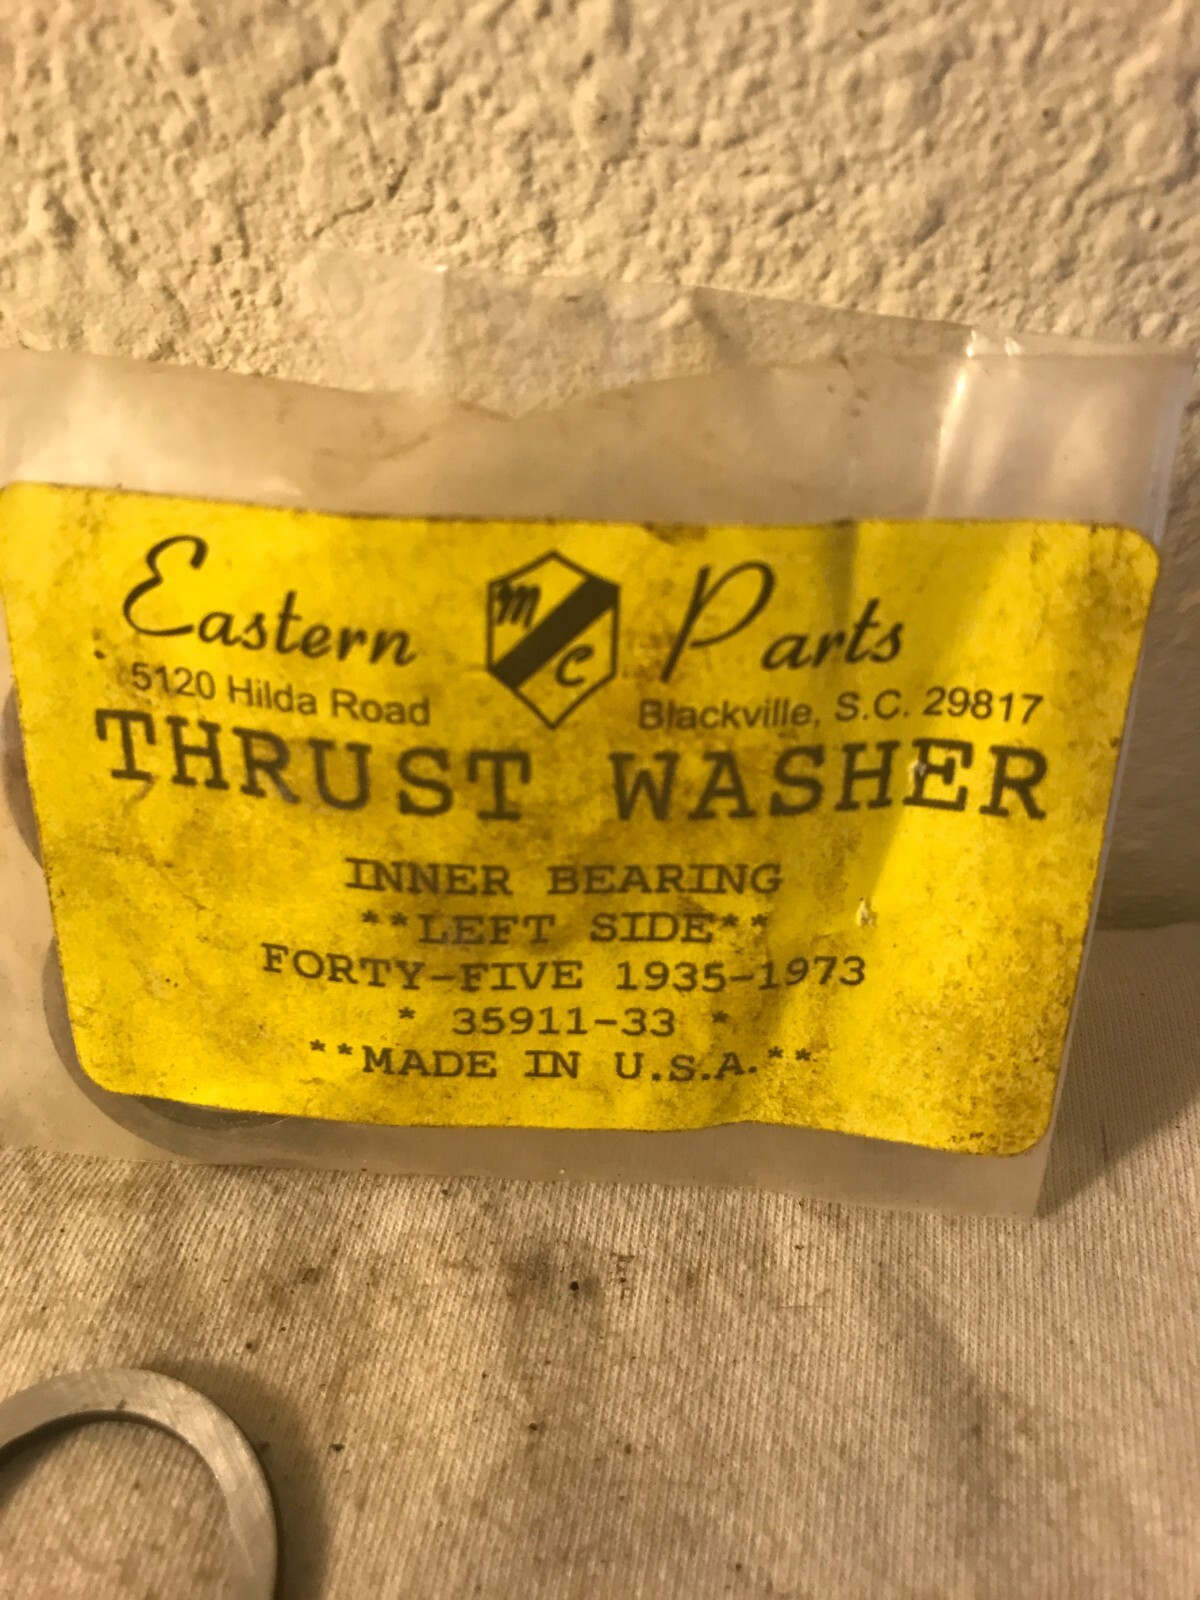 Eastern MC Parts
5120 Hilda Road Blackville, S.C. 29817
THRUST WASHER
INNER BEARING
**LEFT SIDE**
FORTY-FIVE 1935-1973
* 35911-33 *
**MADE IN U.S.A.**